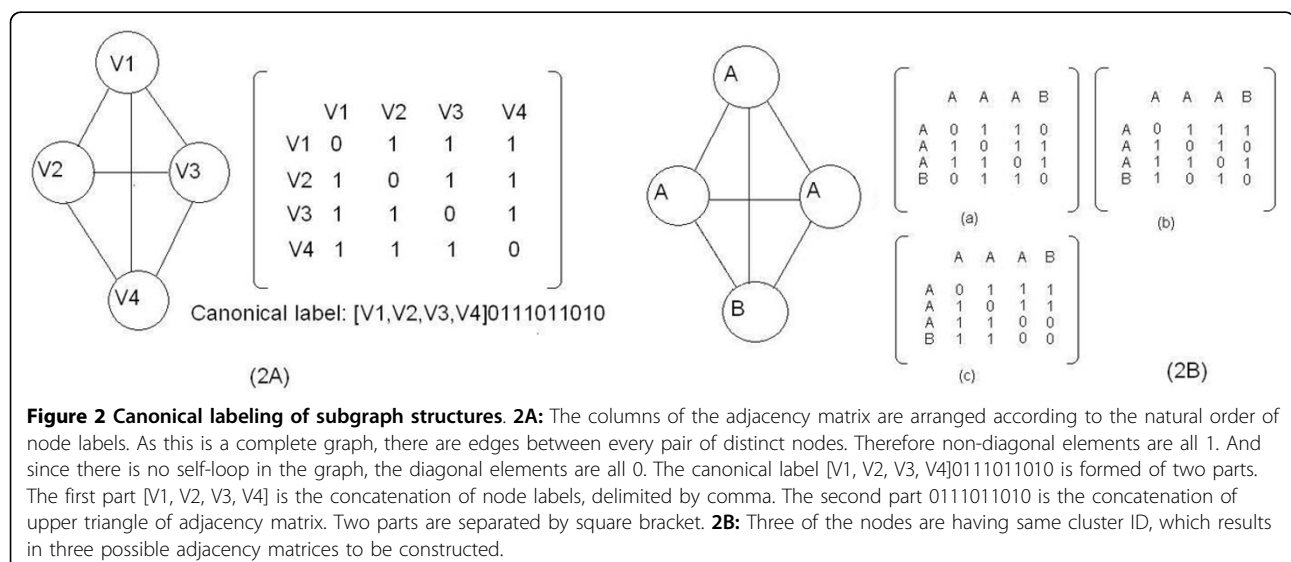 V1
V2
V3
V4
V1 V2 V3 V4
V1 0 1 1 1
V2 1 0 1 1
V3 1 1 0 1
V4 1 1 1 0
Canonical label: [V1,V2,V3,V4]0111011010
(2A)
A
A
A
B
A A A B
A 0 1 1 0
A 1 0 1 1
A 1 1 0 1
B 0 1 1 0
(a)
A A A B
A 0 1 1 1
A 1 0 1 0
A 1 1 0 1
B 1 0 1 0
(b)
A A A B
A 0 1 1 1
A 1 0 1 1
A 1 1 0 0
B 1 1 0 0
(c)
(2B)
Figure 2 Canonical labeling of subgraph structures. 2A: The columns of the adjacency matrix are arranged according to the natural order of
node labels. As this is a complete graph, there are edges between every pair of distinct nodes. Therefore non-diagonal elements are all 1. And
since there is no self-loop in the graph, the diagonal elements are all 0. The canonical label [V1, V2, V3, V4]0111011010 is formed of two parts.
The first part [V1, V2, V3, V4] is the concatenation of node labels, delimited by comma. The second part 0111011010 is the concatenation of
upper triangle of adjacency matrix. Two parts are separated by square bracket. 2B: Three of the nodes are having same cluster ID, which results
in three possible adjacency matrices to be constructed.